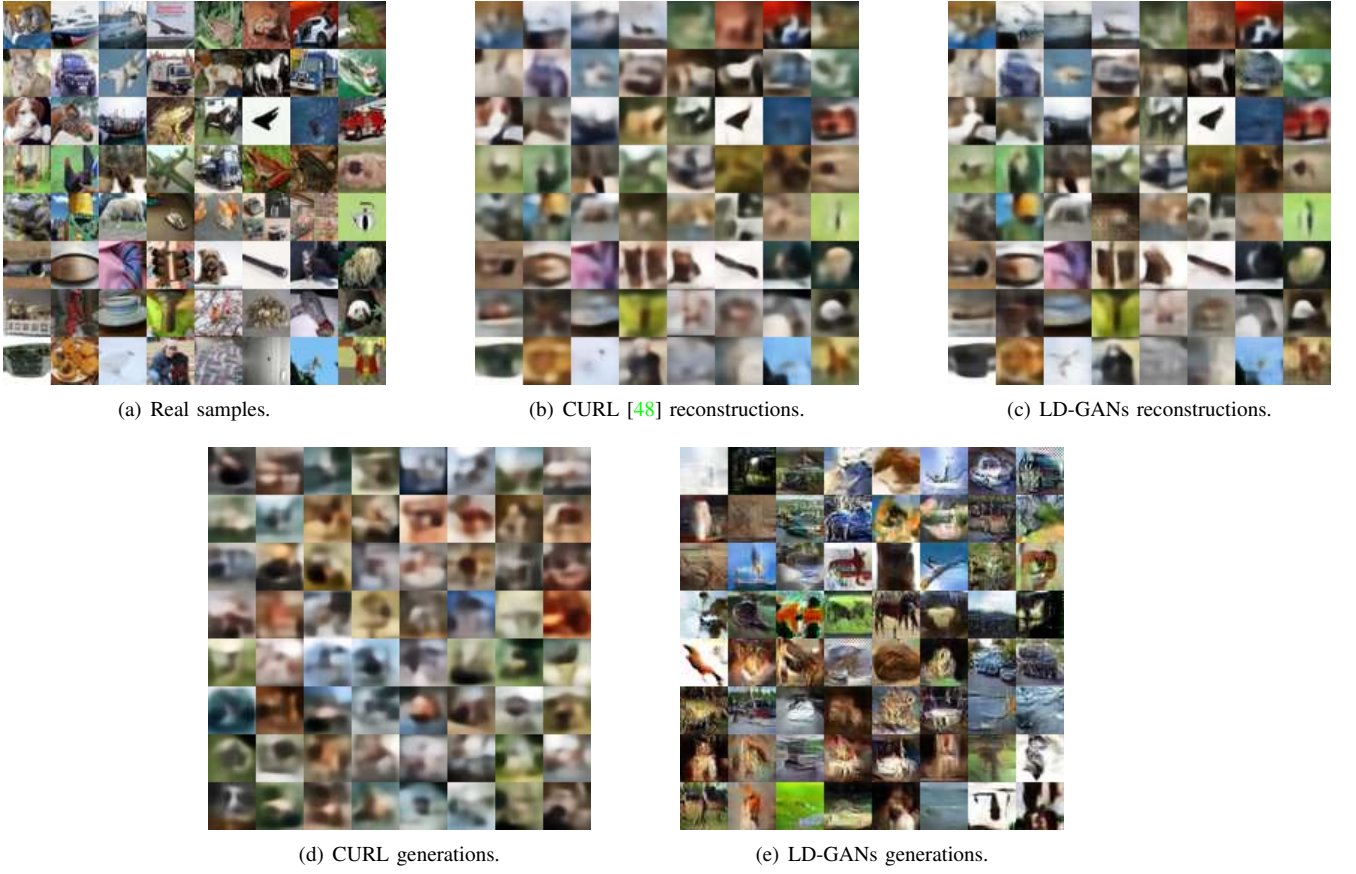 (a) Real samples.
(b) CURL [48] reconstructions.
(c) LD-GANs reconstructions.
(d) CURL generations.
(e) LD-GANs generations.